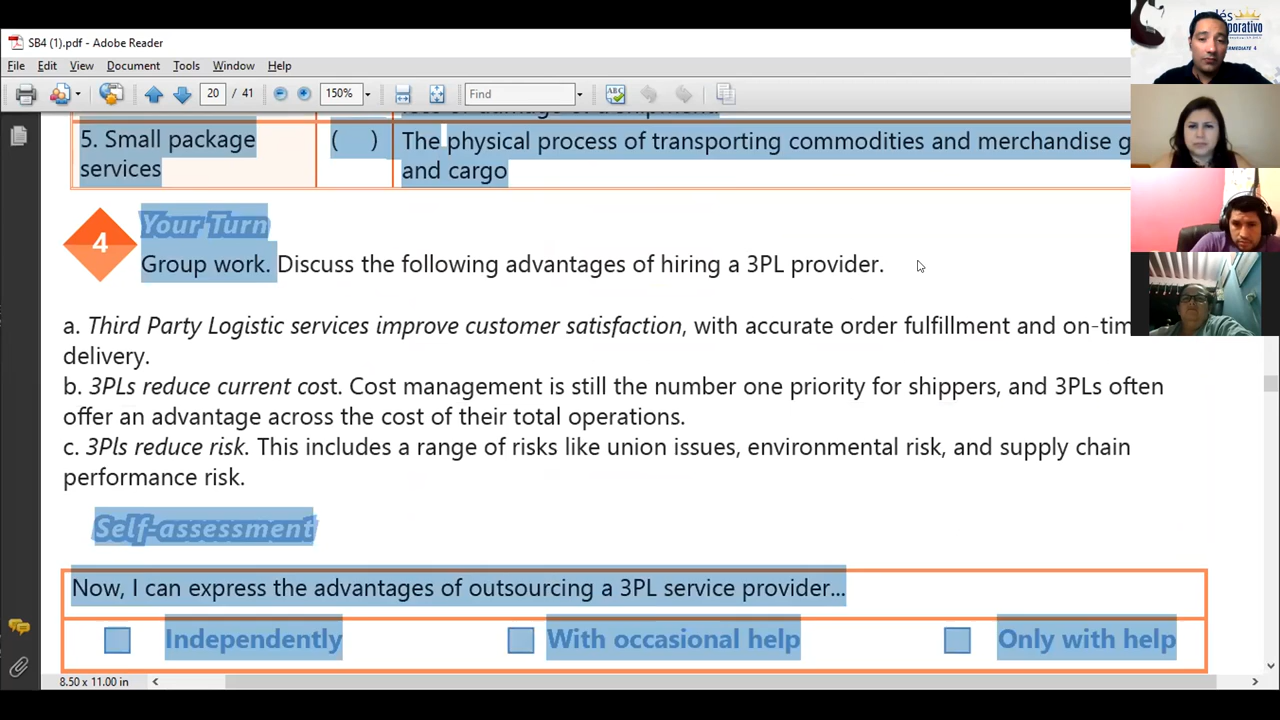 SB4 (1).pdf - Adobe Reader
File Edit View Document Tools Window Help
20 / 41 150% Find
5. Small package ( ) The physical process of transporting commodities and merchandise g
services and cargo
4 Your Turn
Group work. Discuss the following advantages of hiring a 3PL provider.
a. Third Party Logistic services improve customer satisfaction, with accurate order fulfillment and on-tim
delivery.
b. 3PLs reduce current cost. Cost management is still the number one priority for shippers, and 3PLs often
offer an advantage across the cost of their total operations.
c. 3Pls reduce risk. This includes a range of risks like union issues, environmental risk, and supply chain
performance risk.
Self-assessment
Now, I can express the advantages of outsourcing a 3PL service provider...
Independently With occasional help Only with help
8.50 x 11.00 in